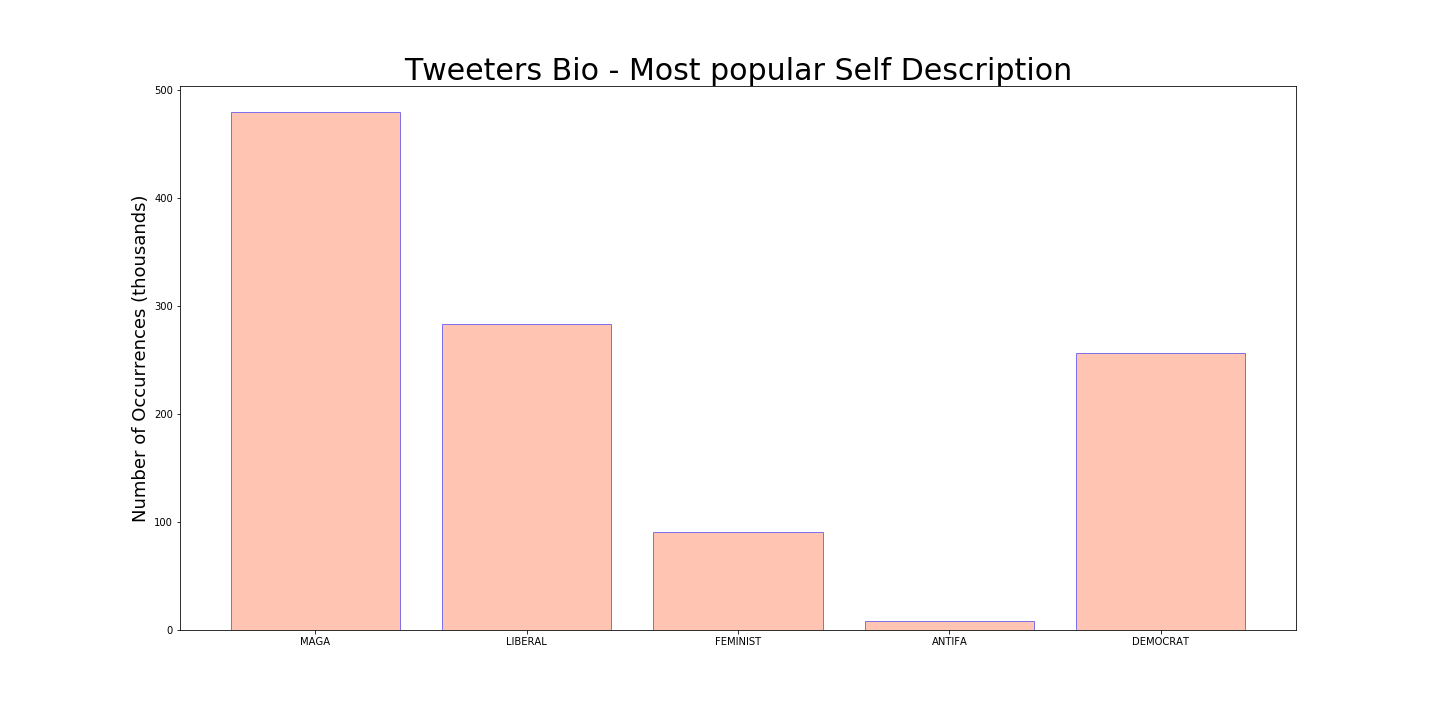 Tweeters Bio - Most popular Self Description
Number of Occurrences (thousands)
500
400
300
200
100
0
MAGA LIBERAL FEMINIST ANTIFA DEMOCRAT